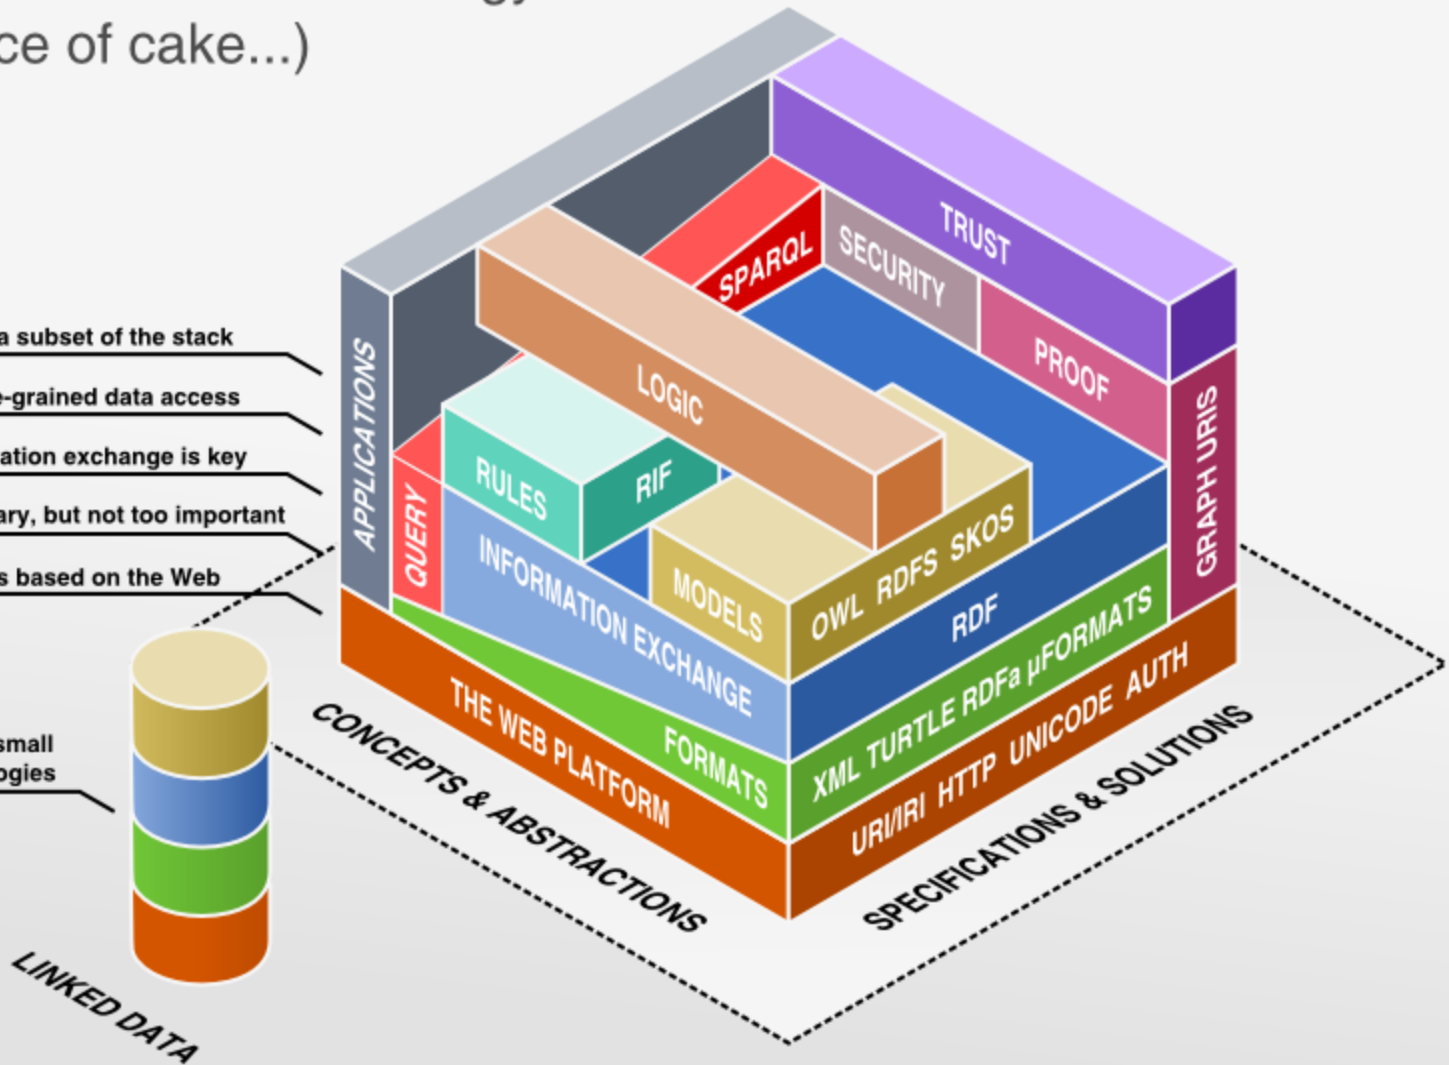 ce of cake...)
TRUST
SPARQL
SECURITY
PROOF
LOGIC
APPLICATIONS
a subset of the stack
e-grained data access
ation exchange is key
ary, but not too important
s based on the Web
RULES
RIF
QUERY
GRAPH URIS
INFORMATION EXCHANGE
MODELS
OWL RDFS SKOS
RDF
THE WEB PLATFORM
FORMATS
XML TURTLE RDFa µFORMATS
URI/IRI HTTP UNICODE AUTH
CONCEPTS & ABSTRACTIONS
SPECIFICATIONS & SOLUTIONS
small
ogies
LINKED DATA